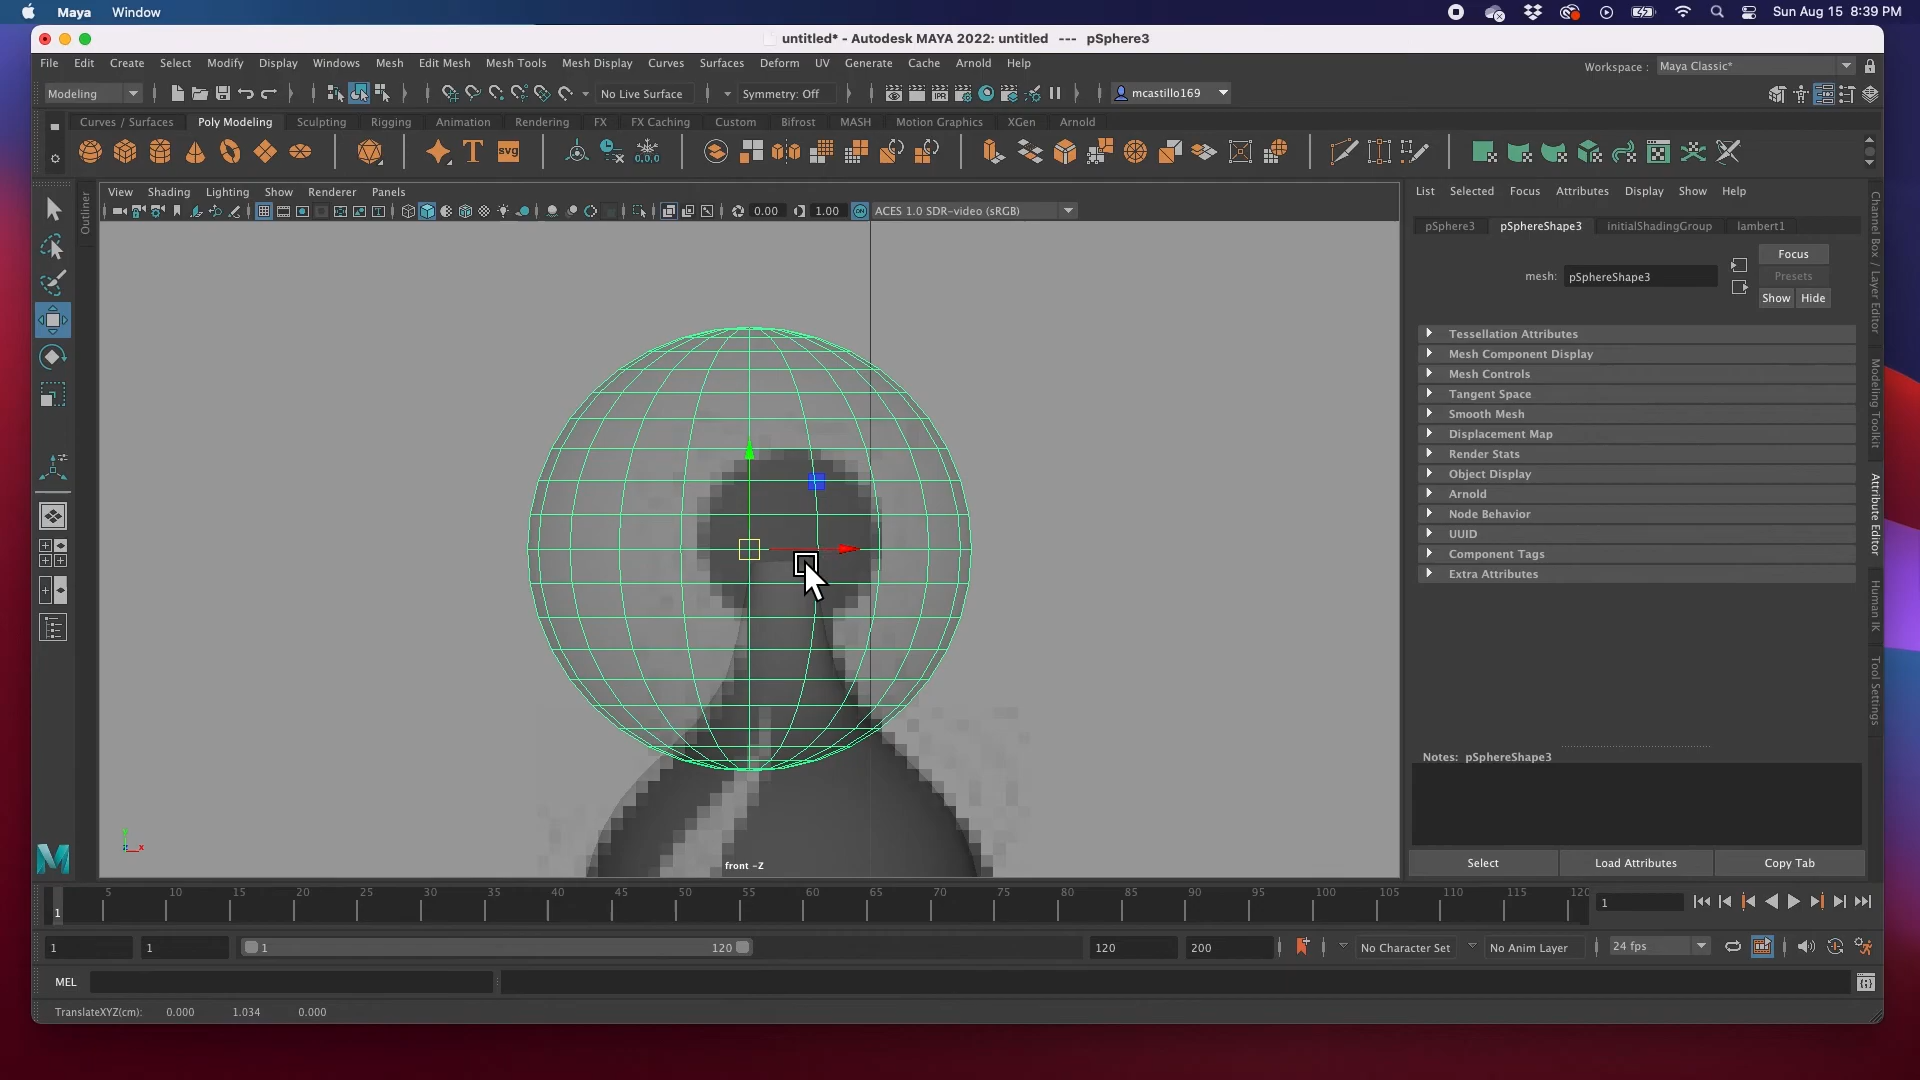 Maya Window Sun Aug 15 8:39 PM
untitled* - Autodesk MAYA 2022: untitled --- pSphere3
File Edit Create Select Modify Display Windows Mesh Edit Mesh Mesh Tools Mesh Display Curves Surfaces Deform UV Generate Cache Arnold Help Workspace : Maya Classic*
Modeling No Live Surface Symmetry: Off IPR mcastillo169
Curves / Surfaces Poly Modeling Sculpting Rigging Animation Rendering FX FX Caching Custom Bifrost MASH Motion Graphics XGen Arnold
T svg 0,0,0
View Shading Lighting Show Renderer Panels
0.00 1.00 ON ACES 1.0 SDR-video (sRGB)
Outliner
List Selected Focus Attributes Display Show Help
pSphere3 pSphereShape3 initialShadingGroup lambert1
Focus
mesh: pSphereShape3 Presets
Show Hide
Tessellation Attributes
Mesh Component Display
Mesh Controls
Tangent Space
Smooth Mesh
Displacement Map
Render Stats
Object Display
Arnold
Node Behavior
UUID
Component Tags
Extra Attributes
Notes: pSphereShape3
Select Load Attributes Copy Tab
Channel Box / Layer Editor
Modeling Toolkit
Attribute Editor
Human IK
Tool Settings
y
x
front -Z
M
5 10 15 20 25 30 35 40 45 50 55 60 65 70 75 80 85 90 95 100 105 110 115 120
1 1
1 1 1 120 120 200 No Character Set No Anim Layer 24 fps
MEL
TranslateXYZ(cm): 0.000 1.034 0.000